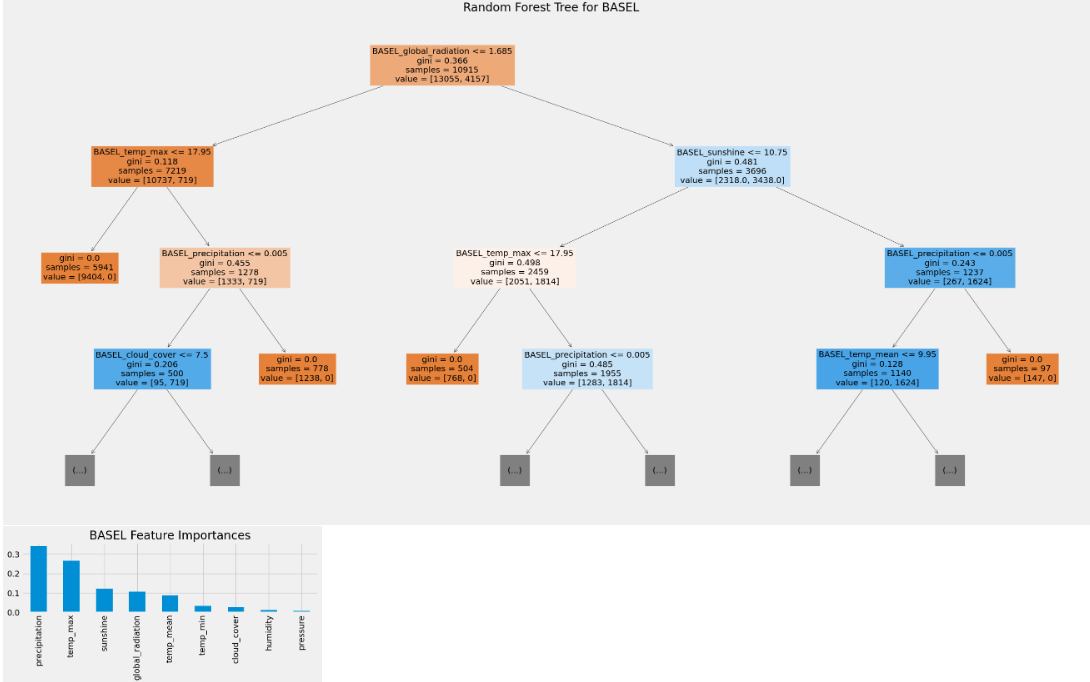 Random Forest Tree for BASEL
BASEL_global_radiation <= 1.685
gini = 0.366
samples = 10915
value = [13055, 4157]
BASEL_temp_max <= 17.95
gini = 0.118
samples = 7219
value = [10737, 719]
BASEL_sunshine <= 10.75
gini = 0.481
samples = 3696
value = [2318.0, 3438.0]
gini = 0.0
samples = 5941
value = [9404, 0]
BASEL_precipitation <= 0.005
gini = 0.455
samples = 1278
value = [1333, 719]
BASEL_temp_max <= 17.95
gini = 0.498
samples = 2459
value = [2051, 1814]
BASEL_precipitation <= 0.005
gini = 0.243
samples = 1237
value = [267, 1624]
BASEL_cloud_cover <= 7.5
gini = 0.206
samples = 500
value = [95, 719]
gini = 0.0
samples = 778
value = [1238, 0]
gini = 0.0
samples = 504
value = [768, 0]
BASEL_precipitation <= 0.005
gini = 0.485
samples = 1955
value = [1283, 1814]
BASEL_temp_mean <= 9.95
gini = 0.128
samples = 1140
value = [120, 1624]
gini = 0.0
samples = 97
value = [147, 0]
(...)
(...)
(...)
(...)
(...)
(...)
BASEL Feature Importances
0.3
0.2
0.1
0.0
precipitation
temp_max
sunshine
global_radiation
temp_mean
temp_min
cloud_cover
humidity
pressure